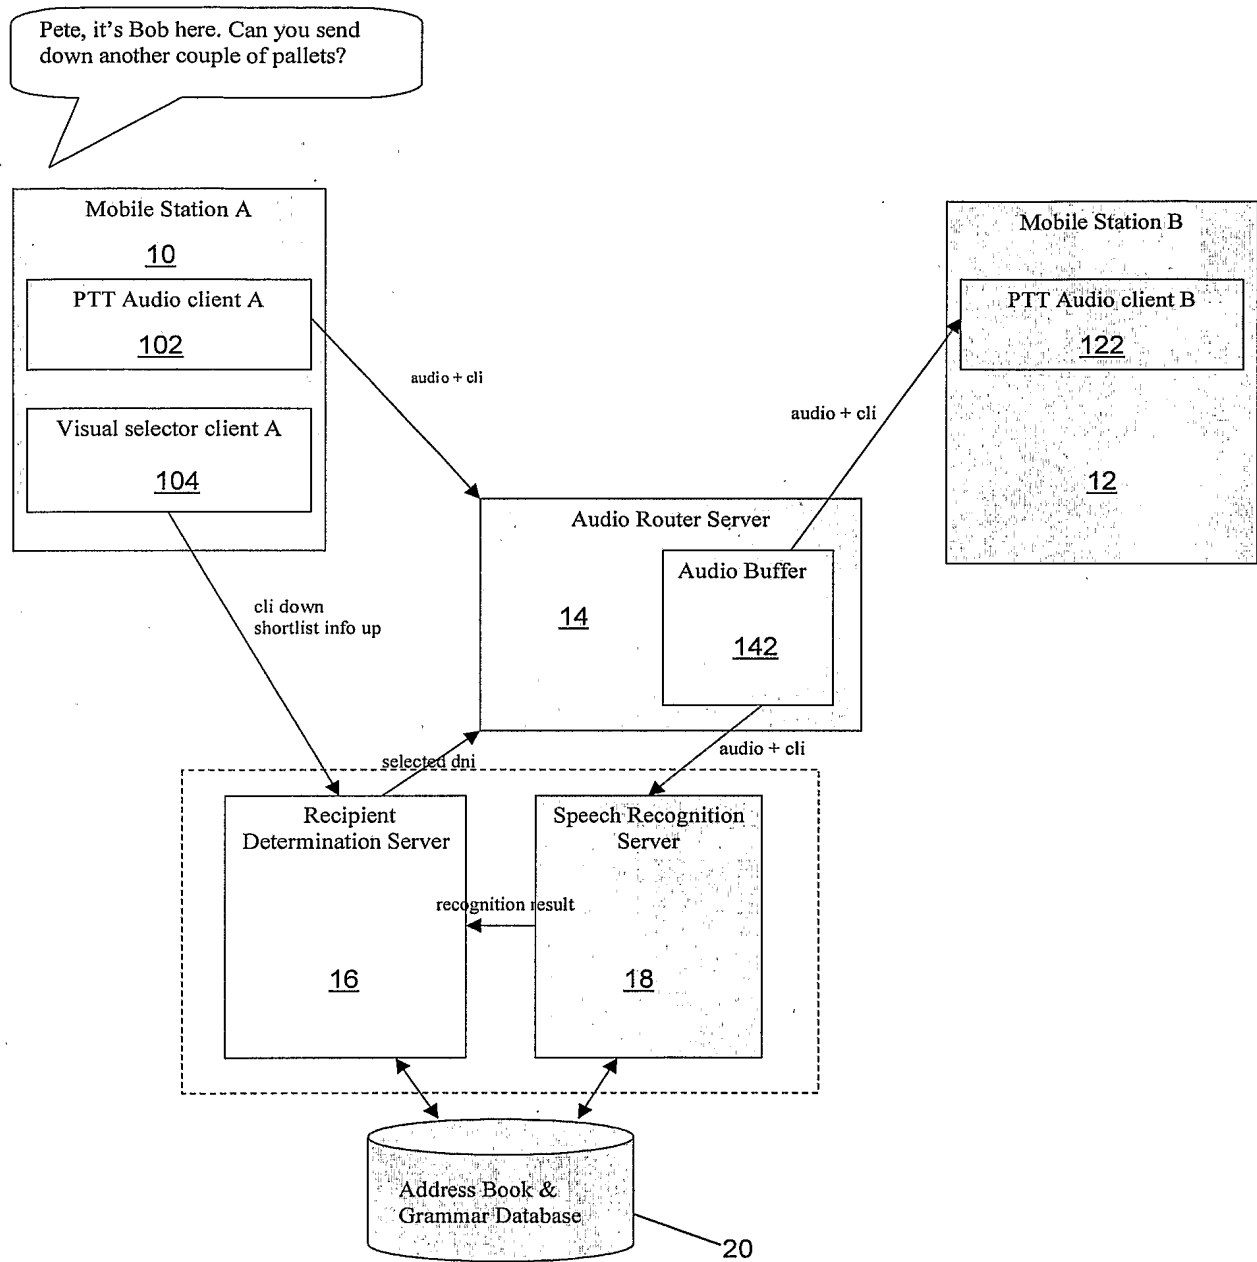 Pete, it's Bob here. Can you send
down another couple of pallets?
Mobile Station A
10
PTT Audio client A
102
Visual selector client A
104
Mobile Station B
PTT Audio client B
122
12
audio + cli
audio + cli
Audio Router Server
14
Audio Buffer
142
cli down
shortlist info up
selected dni
audio + cli
Recipient
Determination Server
16
Speech Recognition
Server
18
recognition result
Address Book &
Grammar Database
20